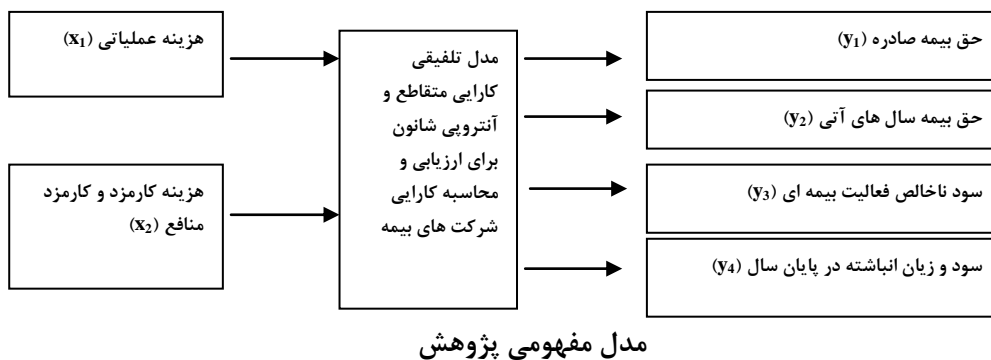 هزینه عملیاتی (x₁)
هزینه کارمزد و کارمزد
منافع (x₂)
مدل تلفیقی
کارایی متقاطع و
آنتروپی شانون
برای ارزیابی و
محاسبه کارایی
شرکت های بیمه
حق بیمه صادره (y₁)
حق بیمه سال های آتی (y₂)
سود ناخالص فعالیت بیمه ای (y₃)
سود و زیان انباشته در پایان سال (y₄)
مدل مفهومی پژوهش